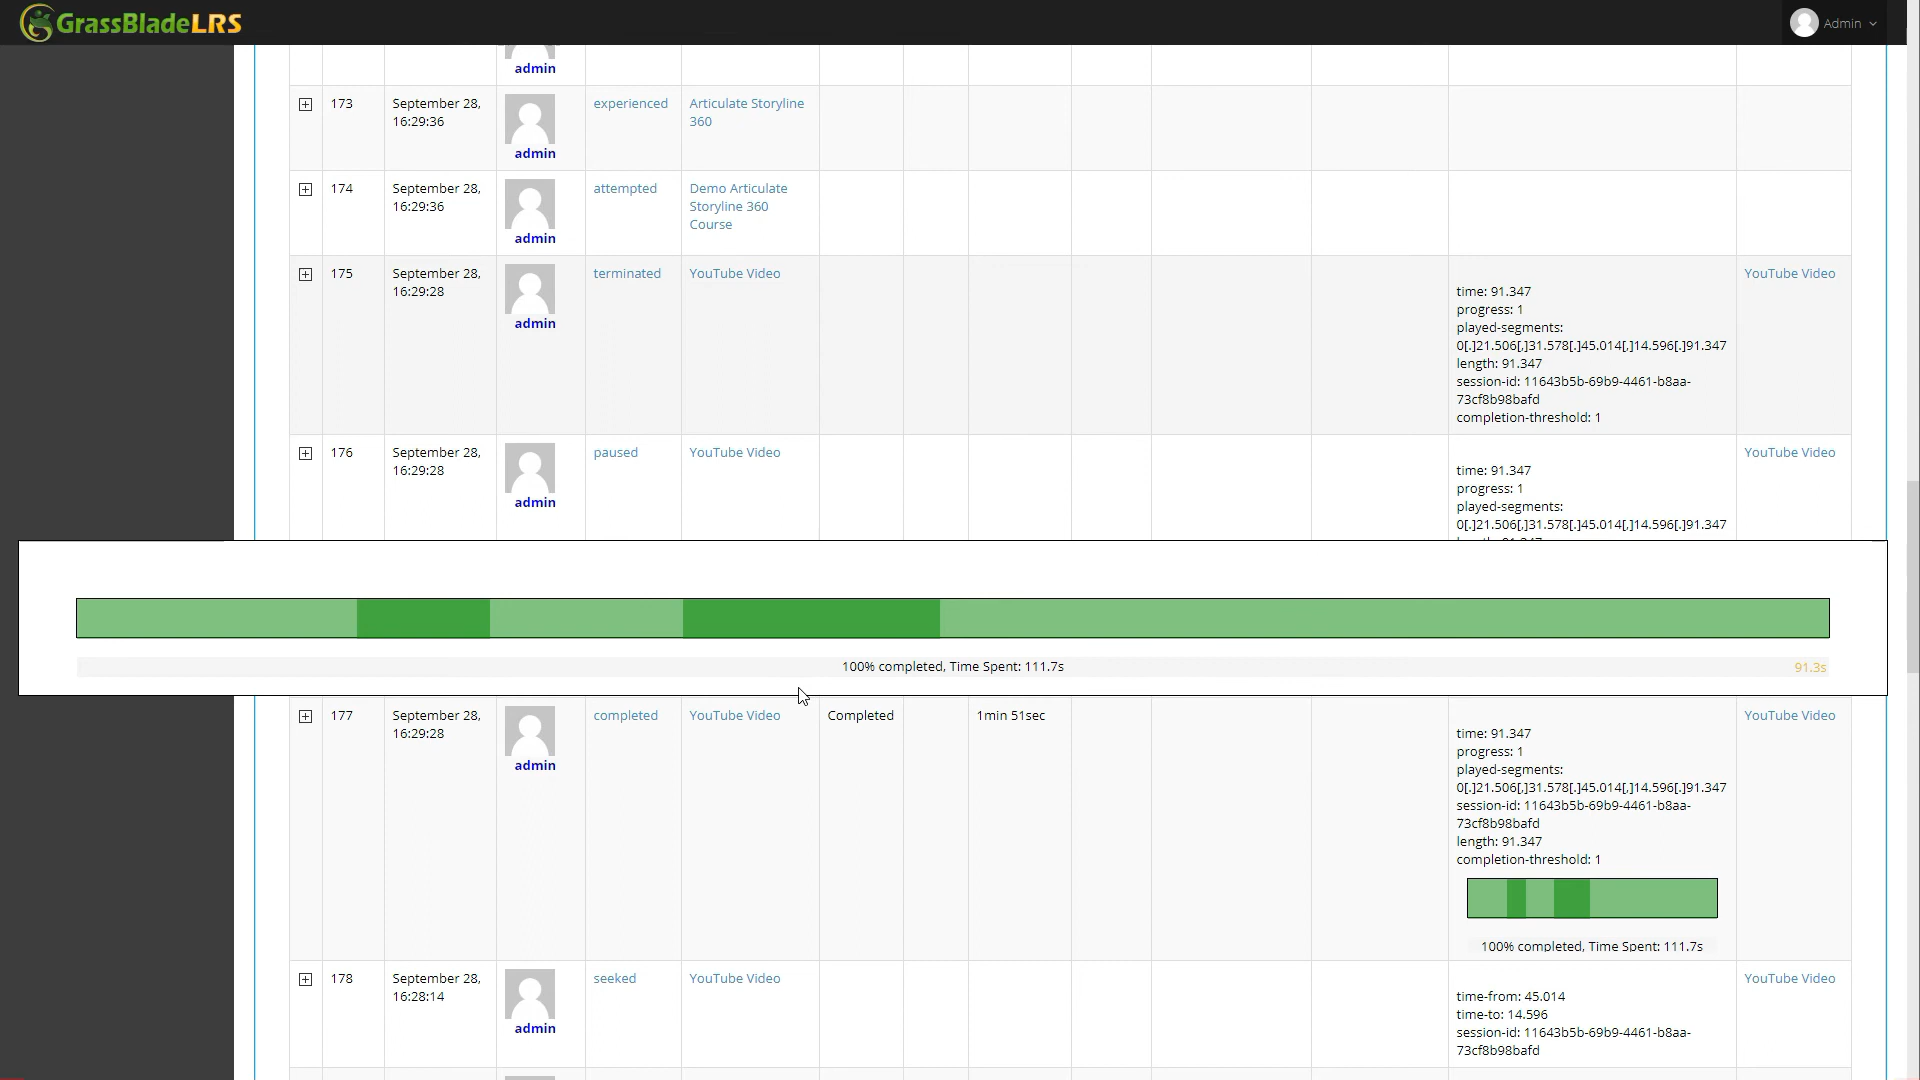 GrassBladeLRS
Admin
admin
173 September 28, experienced Articulate Storyline
16:29:36 360
admin
174 September 28, attempted Demo Articulate
16:29:36 Storyline 360
Course
admin
175 September 28, terminated YouTube Video YouTube Video
16:29:28 time: 91.347
progress: 1
admin played-segments:
0[.]21.506[,]31.578[.]45.014[,]14.596[.]91.347
length: 91.347
session-id: 11643b5b-69b9-4461-b8aa-
73cf8b98bafd
completion-threshold: 1
176 September 28, paused YouTube Video YouTube Video
16:29:28 time: 91.347
progress: 1
admin played-segments:
0[.]21.506[,]31.578[.]45.014[,]14.596[.]91.347
100% completed, Time Spent: 111.7s 91.3s
177 September 28, completed YouTube Video Completed 1min 51sec YouTube Video
16:29:28 time: 91.347
progress: 1
admin played-segments:
0[.]21.506[,]31.578[.]45.014[,]14.596[.]91.347
session-id: 11643b5b-69b9-4461-b8aa-
73cf8b98bafd
length: 91.347
completion-threshold: 1
100% completed, Time Spent: 111.7s
178 September 28, seeked YouTube Video YouTube Video
16:28:14 time-from: 45.014
time-to: 14.596
admin session-id: 11643b5b-69b9-4461-b8aa-
73cf8b98bafd